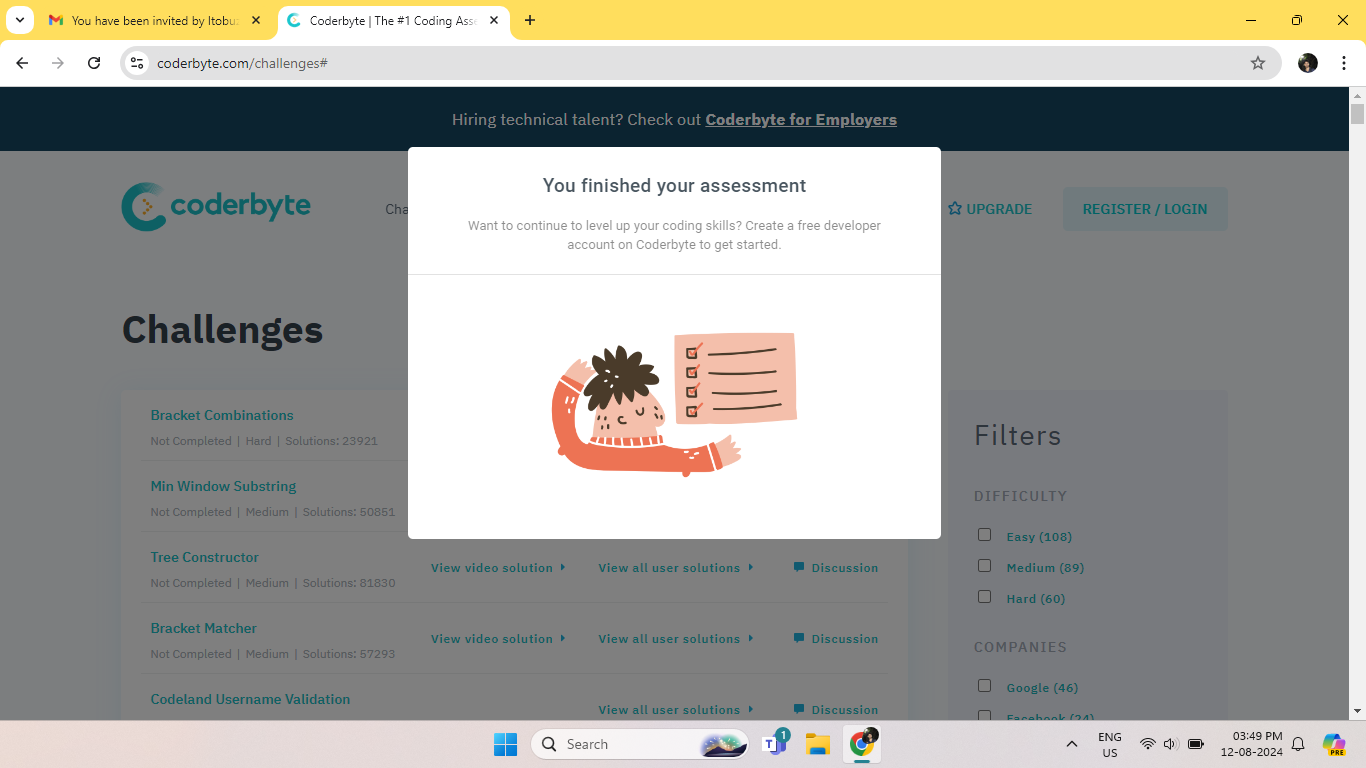 You have been invited by Itobu
Coderbyte | The #1 Coding Asse
coderbyte.com/challenges#
Hiring technical talent? Check out Coderbyte for Employers
coderbyte
Cha
UPGRADE
REGISTER / LOGIN
You finished your assessment
Want to continue to level up your coding skills? Create a free developer
account on Coderbyte to get started.
Challenges
Bracket Combinations
Not Completed | Hard | Solutions: 23921
Min Window Substring
Not Completed | Medium | Solutions: 50851
Tree Constructor
Not Completed | Medium | Solutions: 81830
View video solution
View all user solutions
Discussion
Bracket Matcher
Not Completed | Medium | Solutions: 57293
View video solution
View all user solutions
Discussion
Codeland Username Validation
View all user solutions
Discussion
Filters
DIFFICULTY
Easy (108)
Medium (89)
Hard (60)
COMPANIES
Google (46)
Facebook (24)
Search
1
ENG
US
03:49 PM
12-08-2024
PRE